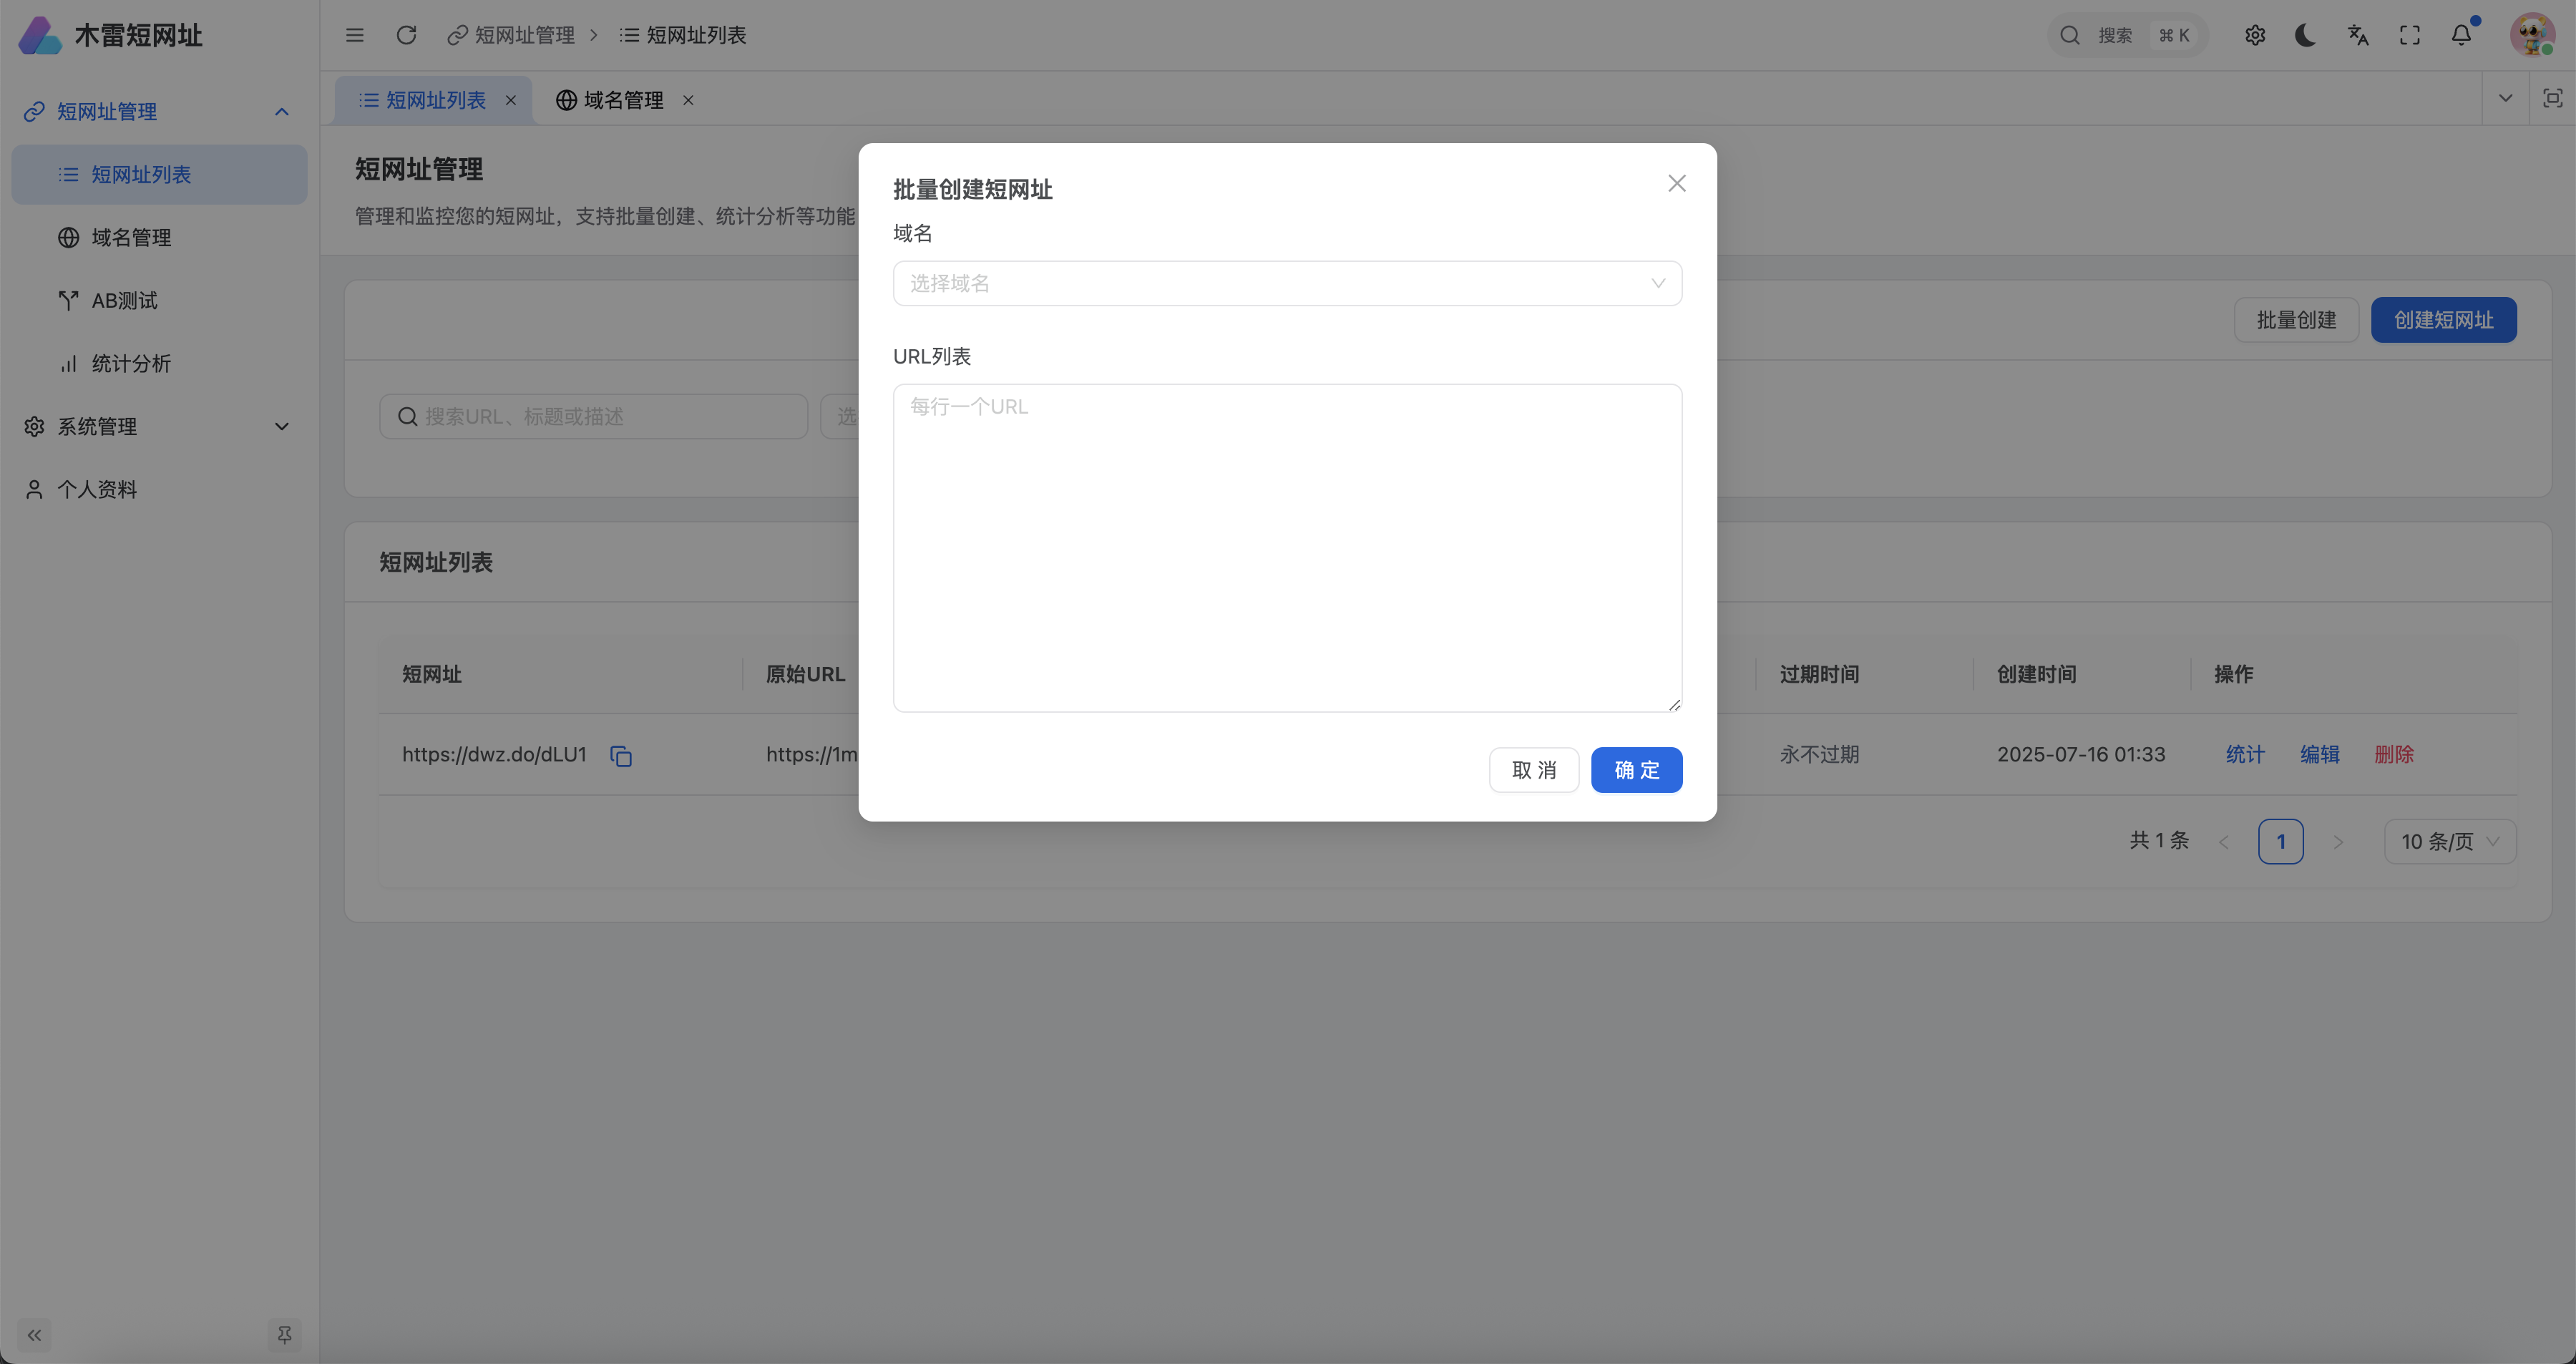 木雷短网址
短网址管理
短网址列表
搜索
⌘ K
短网址管理
短网址列表
域名管理
AB测试
统计分析
系统管理
个人资料
短网址列表
域名管理
短网址管理
管理和监控您的短网址，支持批量创建、统计分析等功能
批量创建
创建短网址
搜索URL、标题或描述
选
短网址列表
短网址
原始URL
过期时间
创建时间
操作
https://dwz.do/dLU1
https://1m
永不过期
2025-07-16 01:33
统计
编辑
删除
共 1 条
1
10 条/页
批量创建短网址
域名
选择域名
URL列表
每行一个URL
取 消
确 定